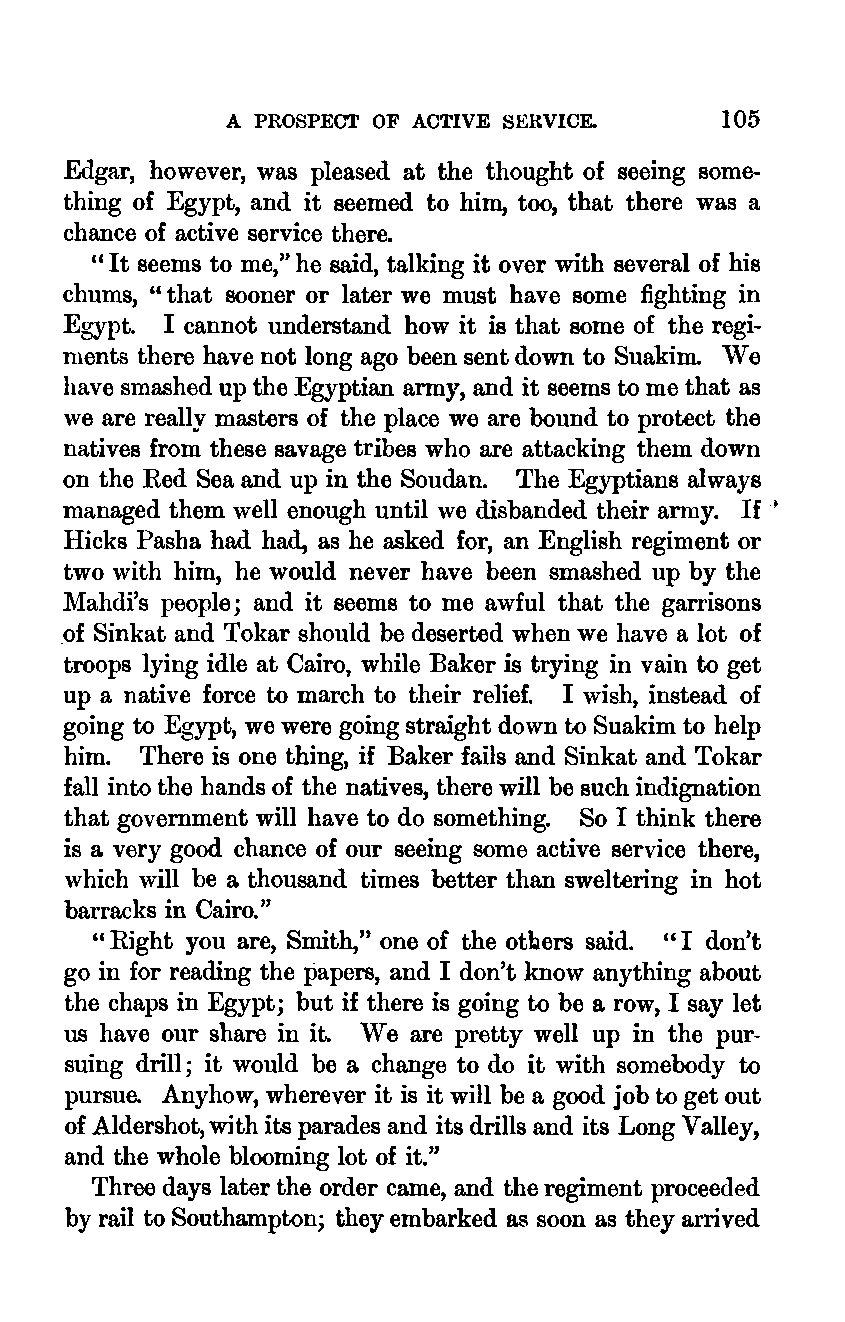 A PROSPECT OF ACTIVE SERVICE. 105
Edgar, however, was pleased at the thought of seeing some-
thing of Egypt, and it seemed to him, too, that there was a
chance of active service there.
"It seems to me," he said, talking it over with several of his
chums, "that sooner or later we must have some fighting in
Egypt. I cannot understand how it is that some of the regi-
ments there have not long ago been sent down to Suakim. We
have smashed up the Egyptian army, and it seems to me that as
we are really masters of the place we are bound to protect the
natives from these savage tribes who are attacking them down
on the Red Sea and up in the Soudan. The Egyptians always
managed them well enough until we disbanded their army. If
Hicks Pasha had had, as he asked for, an English regiment or
two with him, he would never have been smashed up by the
Mahdi's people; and it seems to me awful that the garrisons
of Sinkat and Tokar should be deserted when we have a lot of
troops lying idle at Cairo, while Baker is trying in vain to get
up a native force to march to their relief. I wish, instead of
going to Egypt, we were going straight down to Suakim to help
him. There is one thing, if Baker fails and Sinkat and Tokar
fall into the hands of the natives, there will be such indignation
that government will have to do something. So I think there
is a very good chance of our seeing some active service there,
which will be a thousand times better than sweltering in hot
barracks in Cairo."
"Right you are, Smith," one of the others said. "I don't
go in for reading the papers, and I don't know anything about
the chaps in Egypt; but if there is going to be a row, I say let
us have our share in it. We are pretty well up in the pur-
suing drill; it would be a change to do it with somebody to
pursue. Anyhow, wherever it is it will be a good job to get out
of Aldershot, with its parades and its drills and its Long Valley,
and the whole blooming lot of it."
Three days later the order came, and the regiment proceeded
by rail to Southampton; they embarked as soon as they arrived